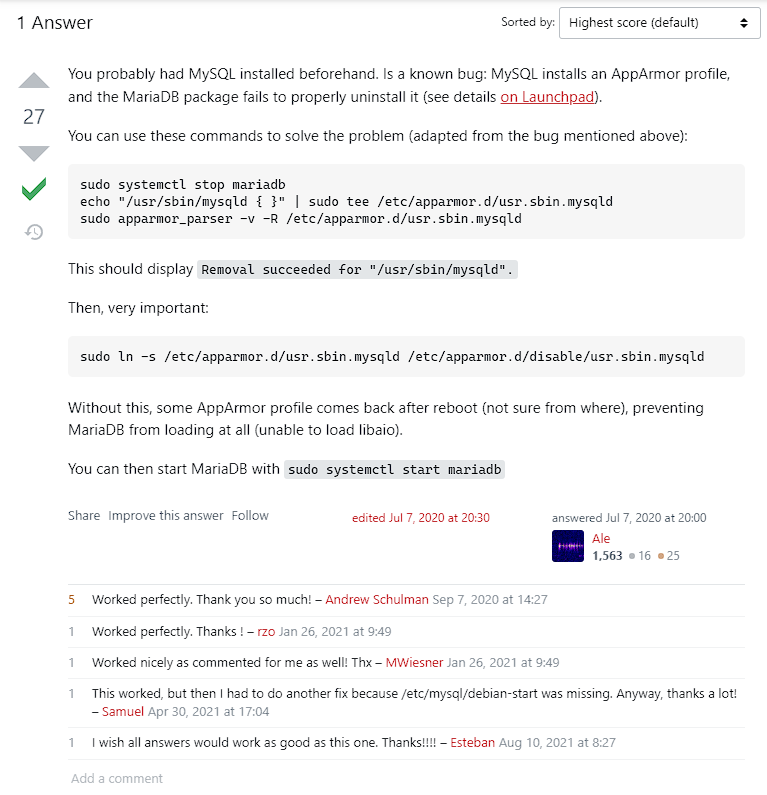 1 Answer
Sorted by: Highest score (default)
You probably had MySQL installed beforehand. Is a known bug: MySQL installs an AppArmor profile,
and the MariaDB package fails to properly uninstall it (see details on Launchpad).
27
You can use these commands to solve the problem (adapted from the bug mentioned above):
sudo systemctl stop mariadb
echo "/usr/sbin/mysqld { }" | sudo tee /etc/apparmor.d/usr.sbin.mysqld
sudo apparmor_parser -v -R /etc/apparmor.d/usr.sbin.mysqld
This should display Removal succeeded for "/usr/sbin/mysqld".
Then, very important:
sudo ln -s /etc/apparmor.d/usr.sbin.mysqld /etc/apparmor.d/disable/usr.sbin.mysqld
Without this, some AppArmor profile comes back after reboot (not sure from where), preventing
MariaDB from loading at all (unable to load libaio).
You can then start MariaDB with sudo systemctl start mariadb
Share Improve this answer Follow
edited Jul 7, 2020 at 20:30
answered Jul 7, 2020 at 20:00
Ale
1,563 16 25
5 Worked perfectly. Thank you so much! – Andrew Schulman Sep 7, 2020 at 14:27
1 Worked perfectly. Thanks ! – rzo Jan 26, 2021 at 9:49
1 Worked nicely as commented for me as well! Thx – MWiesner Jan 26, 2021 at 9:49
1 This worked, but then I had to do another fix because /etc/mysql/debian-start was missing. Anyway, thanks a lot!
– Samuel Apr 30, 2021 at 17:04
1 I wish all answers would work as good as this one. Thanks!!!! – Esteban Aug 10, 2021 at 8:27
Add a comment